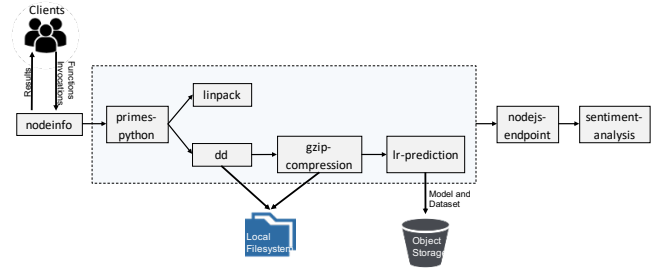 Clients
Results
Functions
Invocations
nodeinfo
primes-
python
linpack
dd
gzip-
compression
lr-prediction
nodejs-
endpoint
sentiment-
analysis
Model and
Dataset
Local
Filesystem
Object
Storage